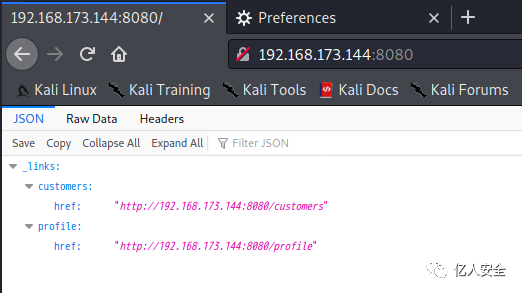 192.168.173.144:8080/ Preferences
192.168.173.144:8080
Kali Linux Kali Training Kali Tools Kali Docs Kali Forums
JSON Raw Data Headers
Save Copy Collapse All Expand All Filter JSON
_links:
customers:
href: "http://192.168.173.144:8080/customers"
profile:
href: "http://192.168.173.144:8080/profile"
亿人安全